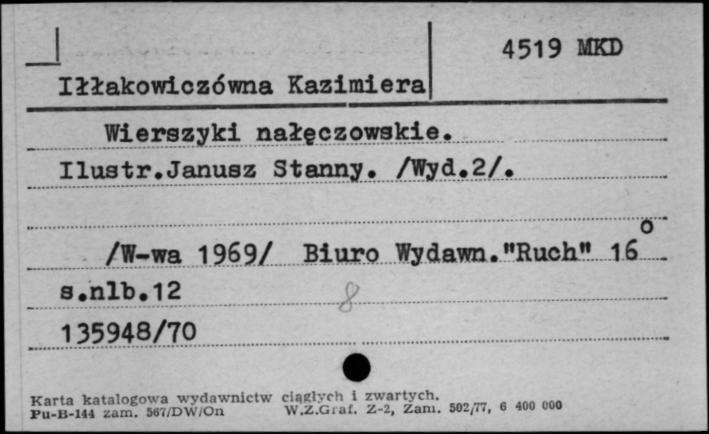 4519 MKD
Iłłakowiczówna Kazimiera
Wierszyki nałęczowskie.
Ilustr.Janusz Stanny. /Wyd.2/.
/W-wa 1969/ Biuro Wydawn."Ruch" 16°
s.nlb.12
8
135948/70
Karta katalogowa wydawnictw ciągłych i zwartych.
Pu-B-144 zam. 567/DW/On W.Z.Graf. Z-2, Zam. 502/77, 6 400 000